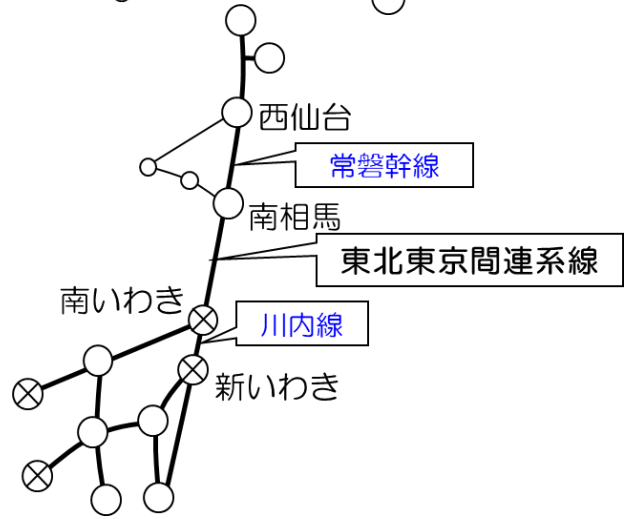 西仙台
常磐幹線
南相馬
東北東京間連系線
南いわき
川内線
新いわき